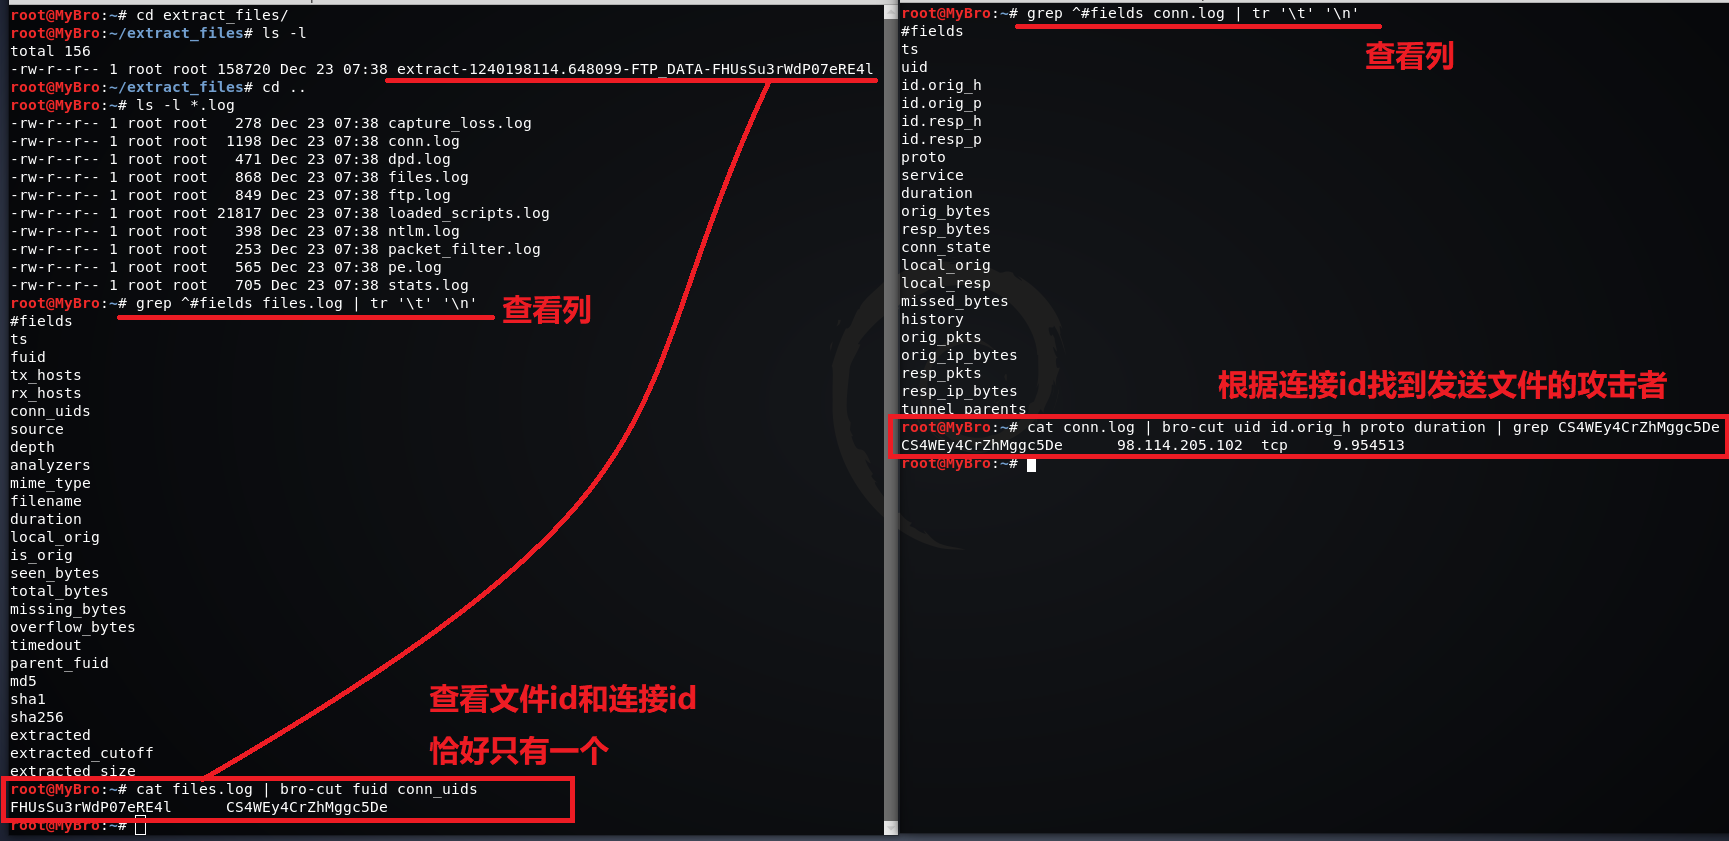 root@MyBro:~# cd extract_files/
root@MyBro:~/extract_files# ls -l
total 156
-rw-r--r-- 1 root root 158720 Dec 23 07:38 extract-1240198114.648099-FTP_DATA-FHUsSu3rWdP07eRE4l
root@MyBro:~/extract_files# cd ..
root@MyBro:~# ls -l *.log
-rw-r--r-- 1 root root   278 Dec 23 07:38 capture_loss.log
-rw-r--r-- 1 root root  1198 Dec 23 07:38 conn.log
-rw-r--r-- 1 root root   471 Dec 23 07:38 dpd.log
-rw-r--r-- 1 root root   868 Dec 23 07:38 files.log
-rw-r--r-- 1 root root   849 Dec 23 07:38 ftp.log
-rw-r--r-- 1 root root 21817 Dec 23 07:38 loaded_scripts.log
-rw-r--r-- 1 root root   398 Dec 23 07:38 ntlm.log
-rw-r--r-- 1 root root   253 Dec 23 07:38 packet_filter.log
-rw-r--r-- 1 root root   565 Dec 23 07:38 pe.log
-rw-r--r-- 1 root root   705 Dec 23 07:38 stats.log
root@MyBro:~# grep ^#fields files.log | tr '\t' '\n'
查看列
#fields
ts
fuid
tx_hosts
rx_hosts
conn_uids
source
depth
analyzers
mime_type
filename
duration
local_orig
is_orig
seen_bytes
total_bytes
missing_bytes
overflow_bytes
timedout
parent_fuid
md5
sha1
sha256
extracted
extracted_cutoff
extracted_size
查看文件id和连接id
恰好只有一个
root@MyBro:~# cat files.log | bro-cut fuid conn_uids
FHUsSu3rWdP07eRE4l      CS4WEy4CrZhMggc5De
root@MyBro:~#
root@MyBro:~# grep ^#fields conn.log | tr '\t' '\n'
查看列
#fields
ts
uid
id.orig_h
id.orig_p
id.resp_h
id.resp_p
proto
service
duration
orig_bytes
resp_bytes
conn_state
local_orig
local_resp
missed_bytes
history
orig_pkts
orig_ip_bytes
resp_pkts
resp_ip_bytes
tunnel_parents
根据连接id找到发送文件的攻击者
root@MyBro:~# cat conn.log | bro-cut uid id.orig_h proto duration | grep CS4WEy4CrZhMggc5De
CS4WEy4CrZhMggc5De      98.114.205.102  tcp     9.954513
root@MyBro:~#